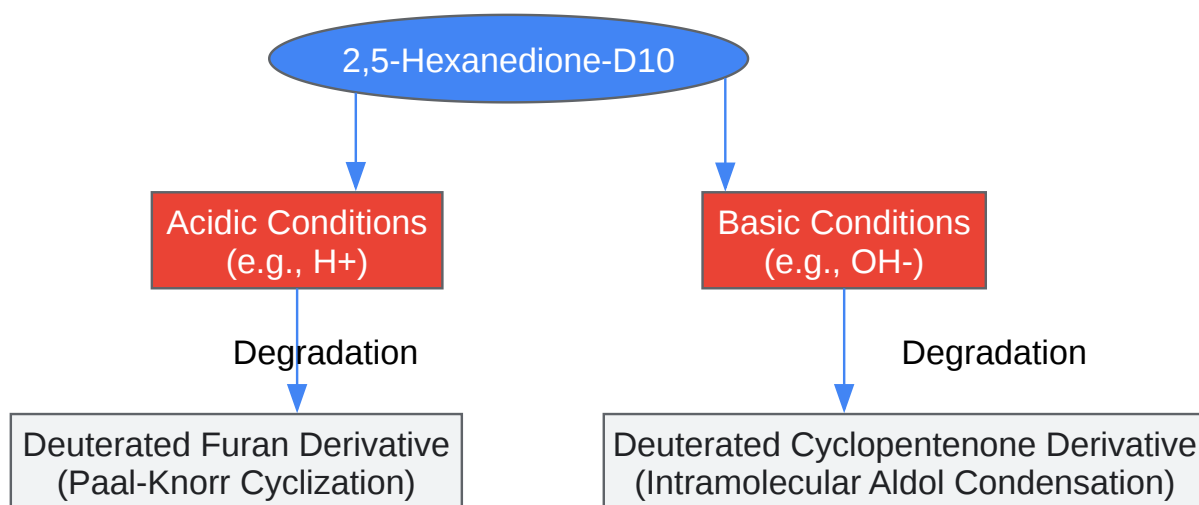 2,5-Hexanedione-D10
Acidic Conditions
(e.g., H+)
Basic Conditions
(e.g., OH-)
Degradation
Degradation
Deuterated Furan Derivative
(Paal-Knorr Cyclization)
Deuterated Cyclopentenone Derivative
(Intramolecular Aldol Condensation)